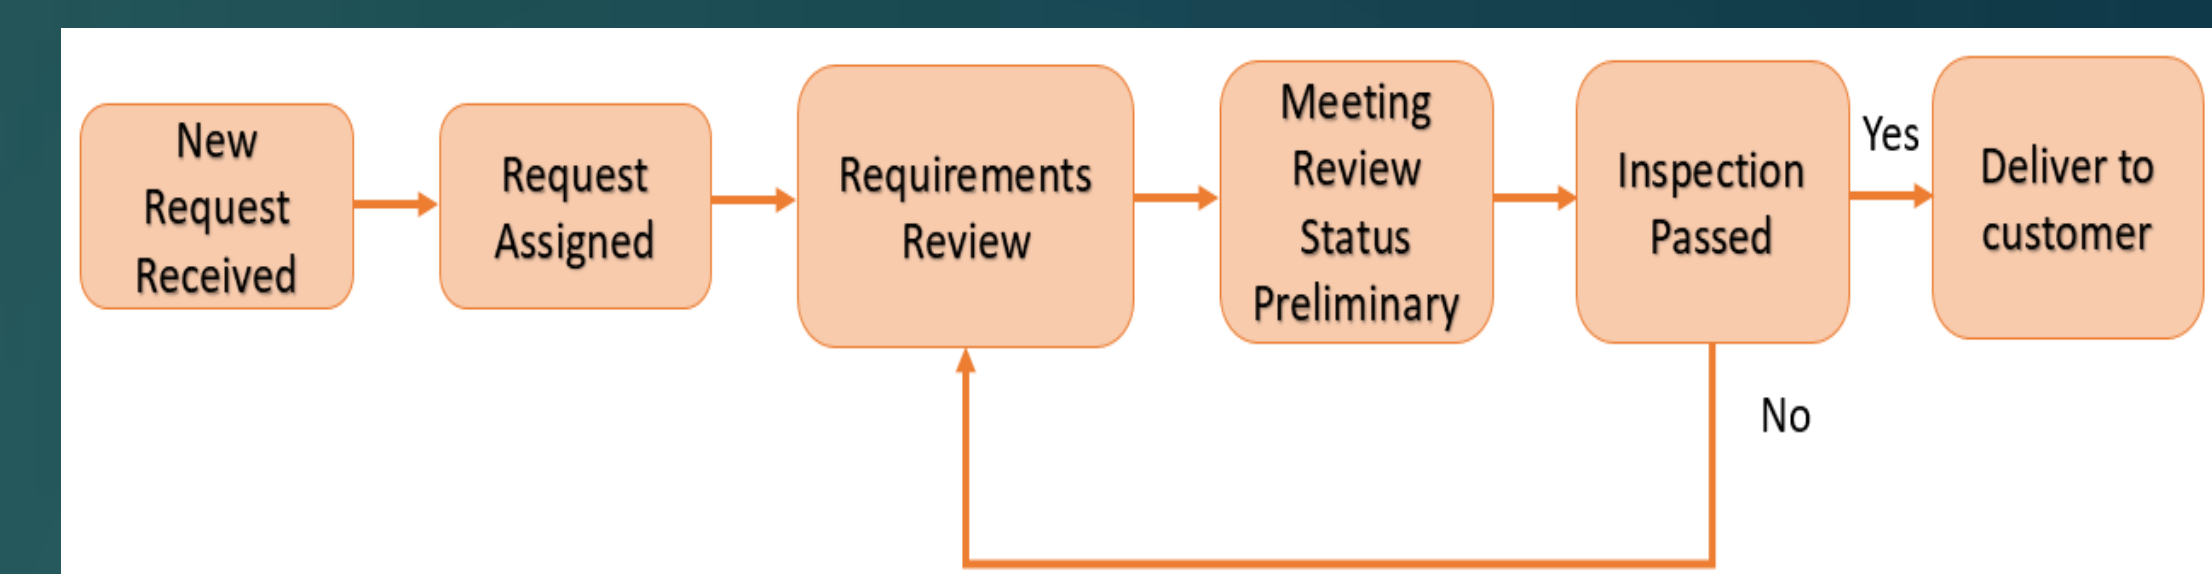 New
Request
Received
Request
Assigned
Requirements
Review
Meeting
Review
Status
Preliminary
Inspection
Passed
Yes
Deliver to
customer
No